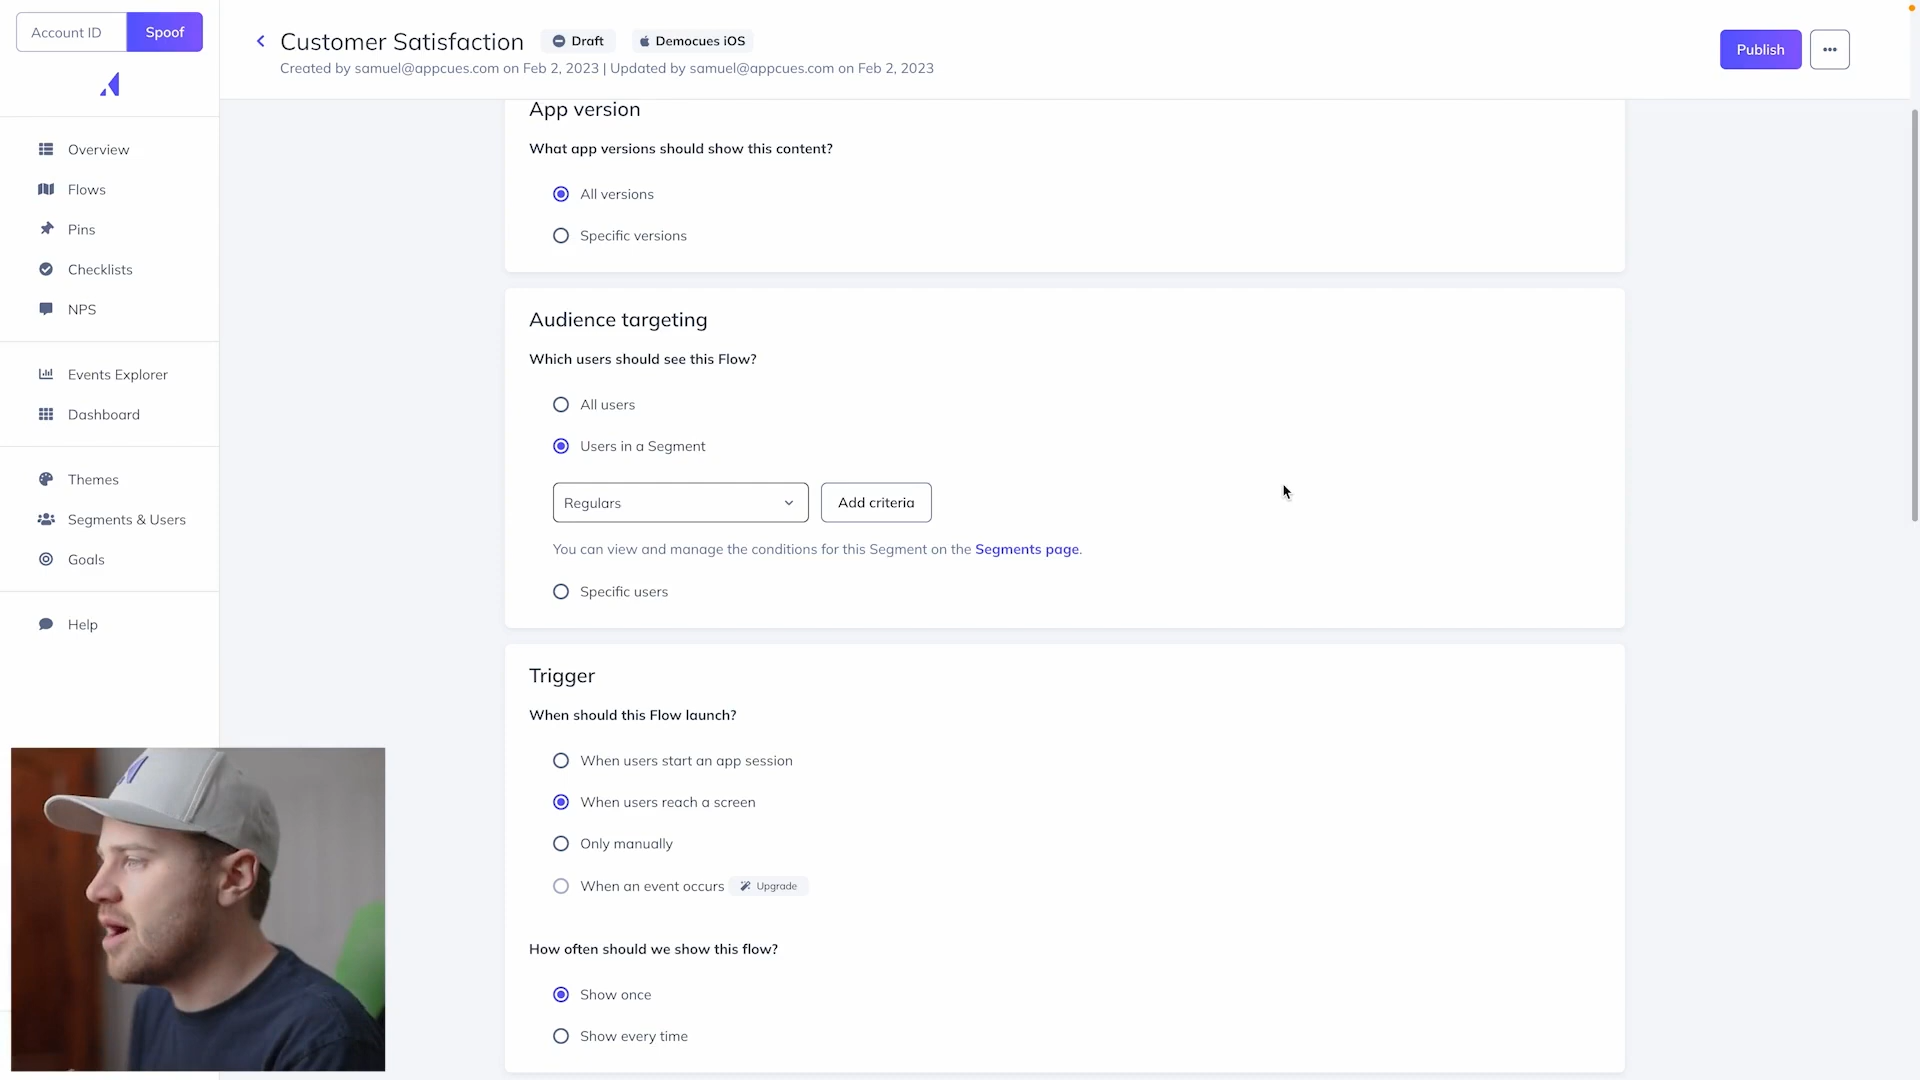 Account ID
Spoof
Customer Satisfaction
Draft
Democues iOS
Created by samuel@appcues.com on Feb 2, 2023 | Updated by samuel@appcues.com on Feb 2, 2023
Publish
Overview
Flows
Pins
Checklists
NPS
Events Explorer
Dashboard
Themes
Segments & Users
Goals
Help
App version
What app versions should show this content?
All versions
Specific versions
Audience targeting
Which users should see this Flow?
All users
Users in a Segment
Regulars
Add criteria
You can view and manage the conditions for this Segment on the Segments page.
Specific users
Trigger
When should this Flow launch?
When users start an app session
When users reach a screen
Only manually
When an event occurs
Upgrade
How often should we show this flow?
Show once
Show every time